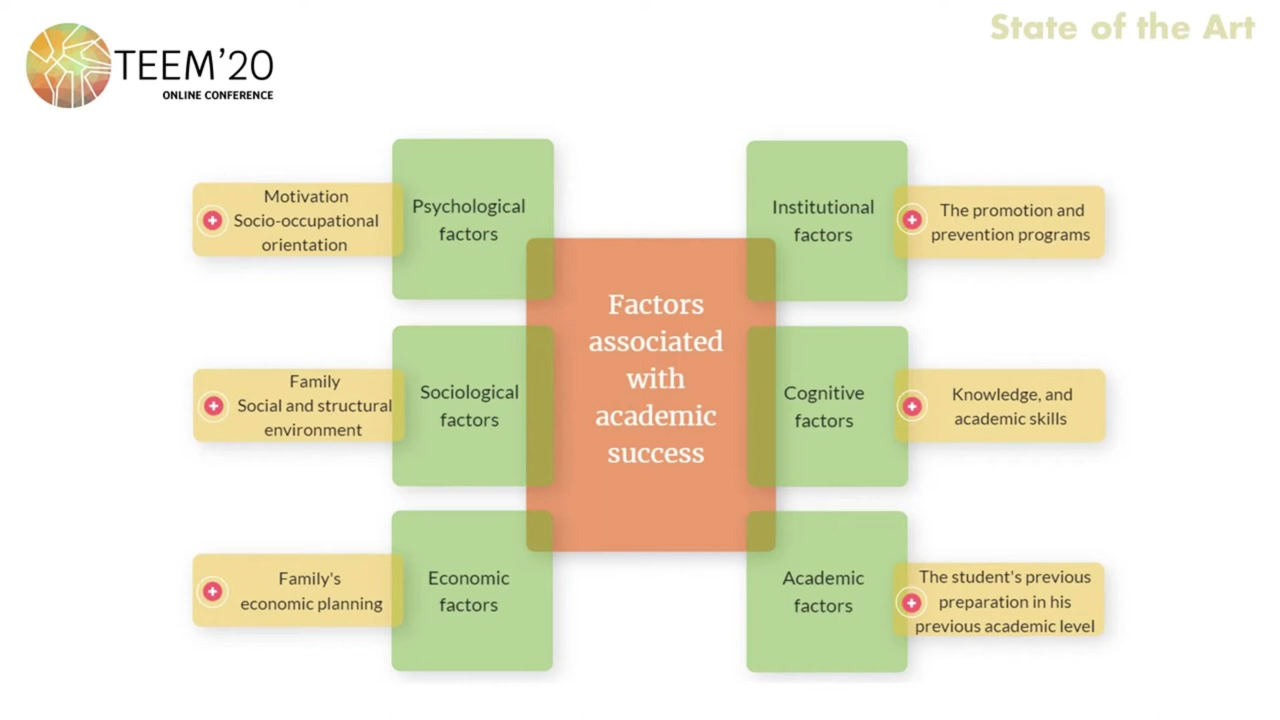 State of the Art
TEEM'20
ONLINE CONFERENCE
Motivation
Socio-occupational
orientation
Psychological
factors
Institutional
factors
The promotion and
prevention programs
Factors
associated
with
academic
success
Family
Social and structural
environment
Sociological
factors
Cognitive
factors
Knowledge, and
academic skills
Family's
economic planning
Economic
factors
Academic
factors
The student's previous
preparation in his
previous academic level